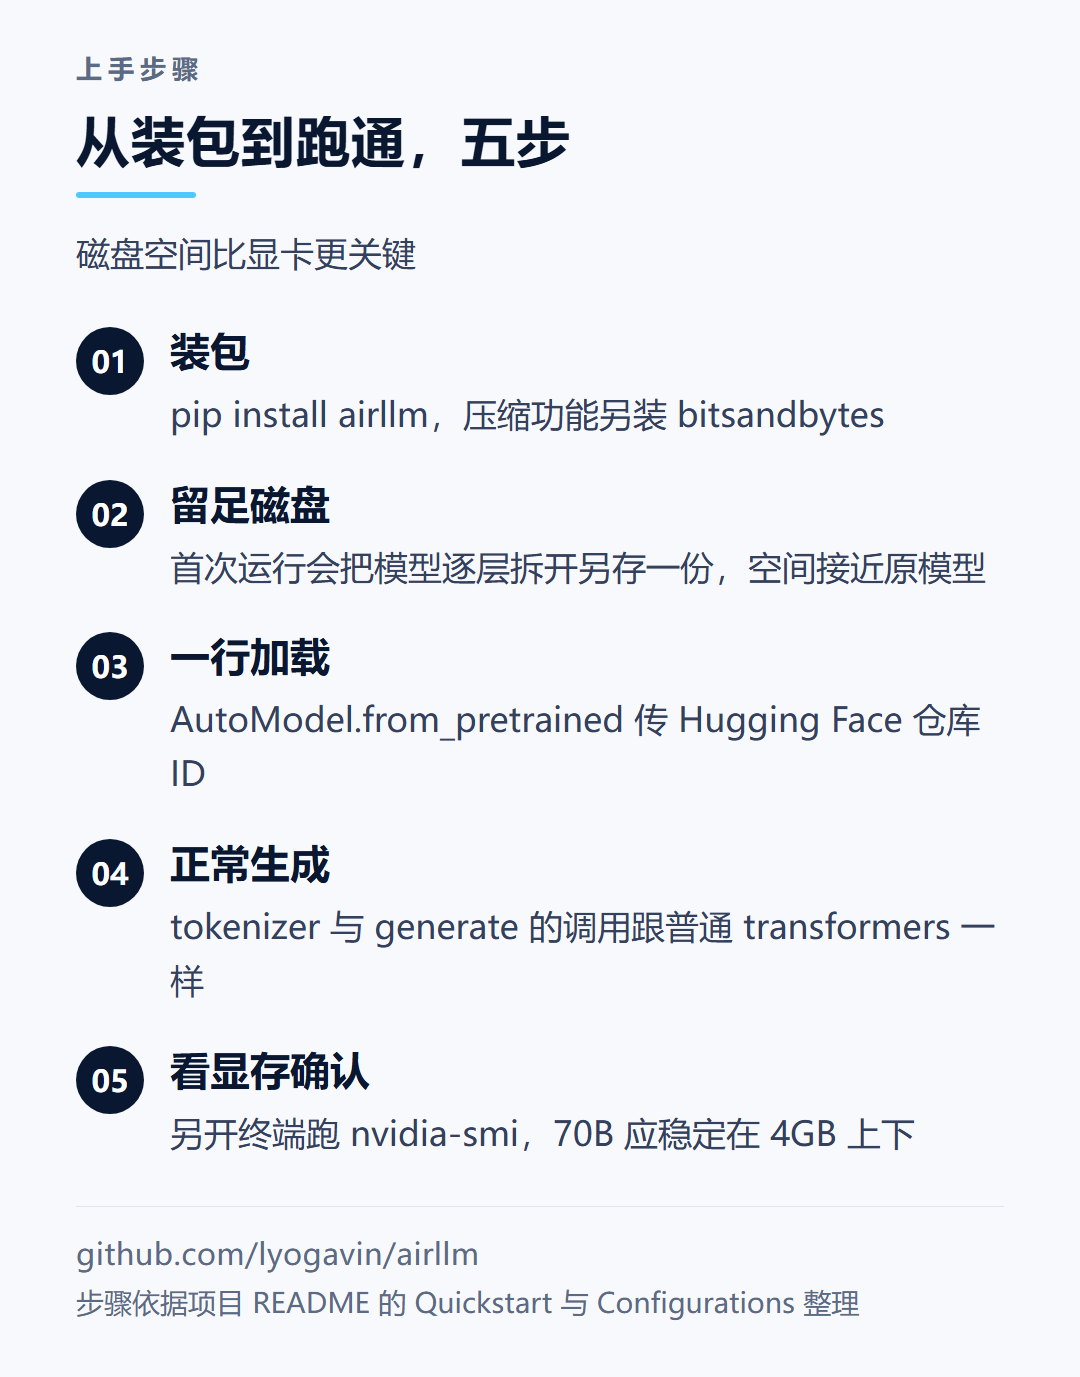 上手步骤
从装包到跑通，五步
磁盘空间比显卡更关键
01 装包
pip install airllm，压缩功能另装 bitsandbytes
02 留足磁盘
首次运行会把模型逐层拆开另存一份，空间接近原模型
03 一行加载
AutoModel.from_pretrained 传 Hugging Face 仓库
ID
04 正常生成
tokenizer 与 generate 的调用跟普通 transformers 一
样
05 看显存确认
另开终端跑 nvidia-smi，70B 应稳定在 4GB 上下
github.com/lyogavin/airllm
步骤依据项目 README 的 Quickstart 与 Configurations 整理